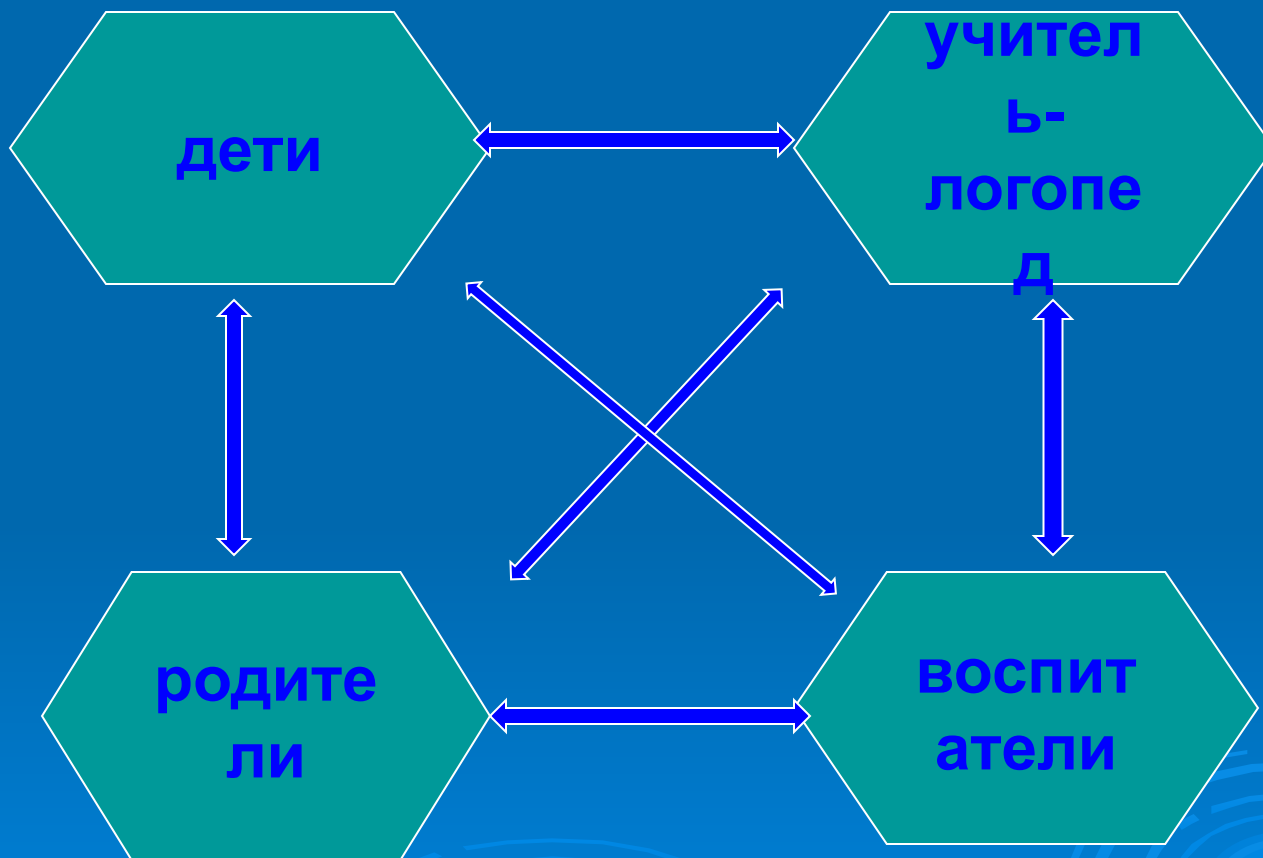 дети
учител
ь-
логопе
д
родите
ли
воспит
атели